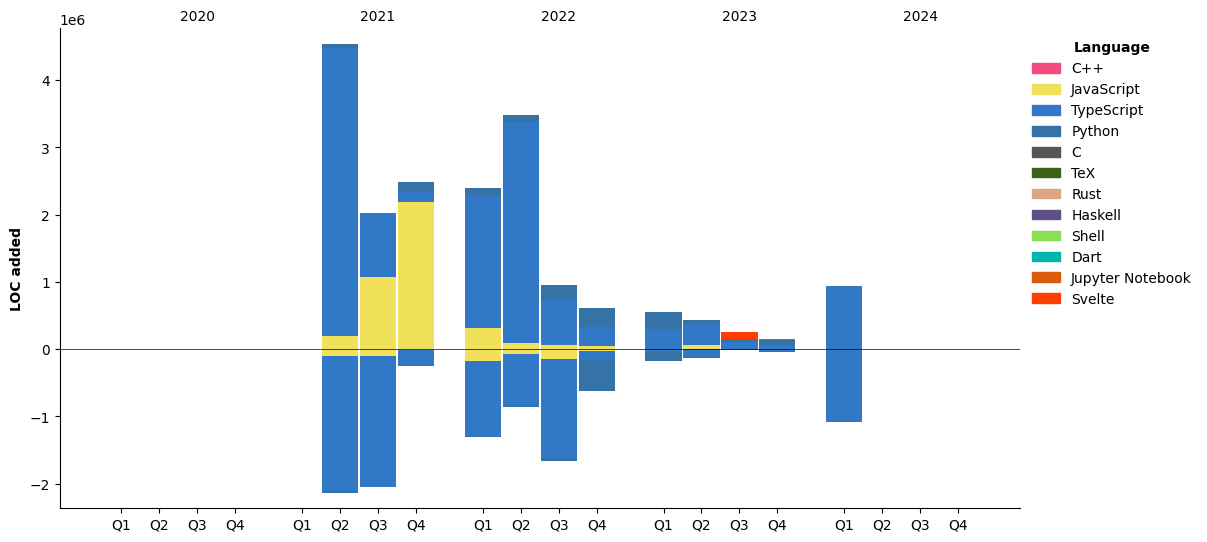 1e6
2020 2021 2022 2023 2024
Language
C++
JavaScript
TypeScript
Python
C
TeX
Rust
Haskell
Shell
Dart
Jupyter Notebook
Svelte
LOC added
4
3
2
1
0
−1
−2
Q1 Q2 Q3 Q4 Q1 Q2 Q3 Q4 Q1 Q2 Q3 Q4 Q1 Q2 Q3 Q4 Q1 Q2 Q3 Q4